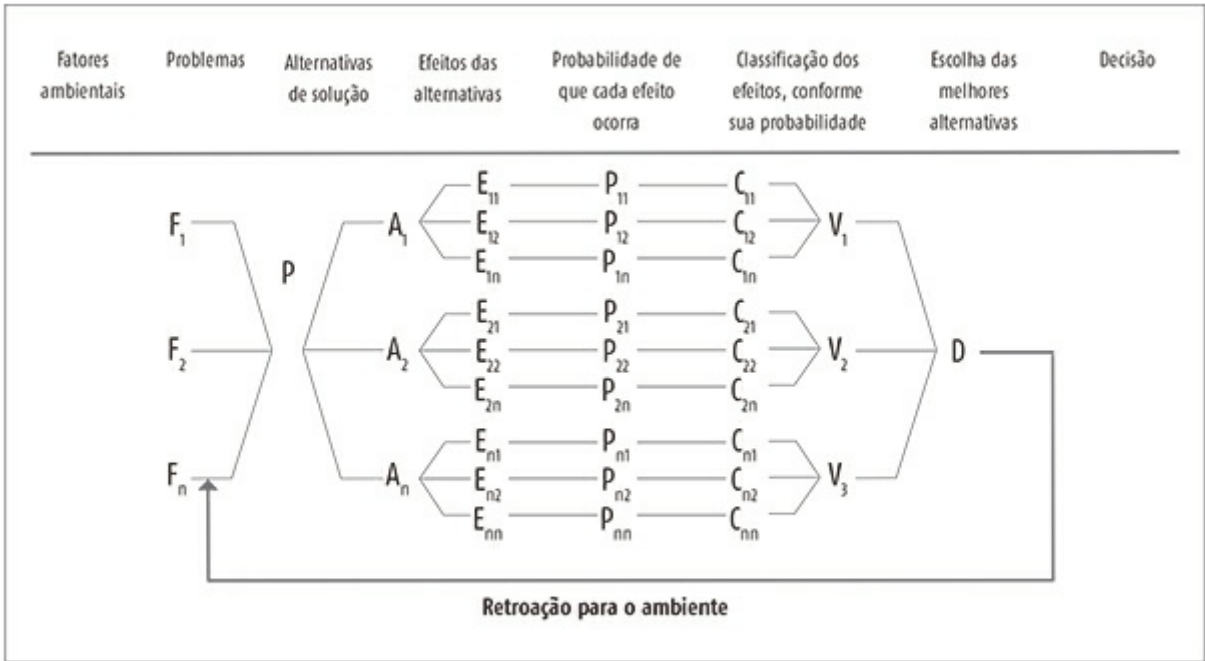 Fatores
ambientais
Problemas
Alternativas
de solução
Efeitos das
alternativas
Probabilidade de
que cada efeito
ocorra
Classificação dos
efeitos, conforme
sua probabilidade
Escolha das
melhores
alternativas
Decisão
E11 P11 C11
F1 A1 E12 P12 C12 V1
E1n P1n C1n
P
E21 P21 C21
F2 A2 E22 P22 C22 V2 D
E2n P2n C2n
En1 Pn1 Cn1
Fn An En2 Pn2 Cn2 V3
Enn Pnn Cnn
Retroação para o ambiente